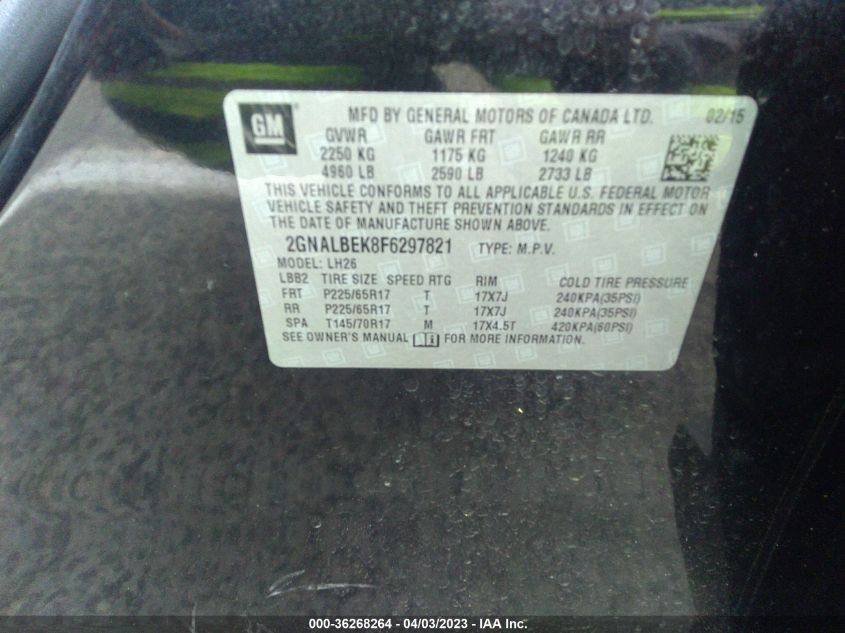 GM MFD BY GENERAL MOTORS OF CANADA LTD. 02/15
GVWR GAWR FRT GAWR RR
2250 KG 1175 KG 1240 KG
4960 LB 2590 LB 2733 LB
THIS VEHICLE CONFORMS TO ALL APPLICABLE U.S. FEDERAL MOTOR
VEHICLE SAFETY AND THEFT PREVENTION STANDARDS IN EFFECT ON
THE DATE OF MANUFACTURE SHOWN ABOVE.
2GNALBEK8F6297821 TYPE: M.P.V.
MODEL: LH26
LBB2 TIRE SIZE SPEED RTG RIM COLD TIRE PRESSURE
FRT P225/65R17 T 17X7J 240KPA(35PSI)
RR P225/65R17 T 17X7J 240KPA(35PSI)
SPA T145/70R17 M 17X4.5T 420KPA(60PSI)
SEE OWNER'S MANUAL FOR MORE INFORMATION.
000-36268264 - 04/03/2023 - IAA Inc.